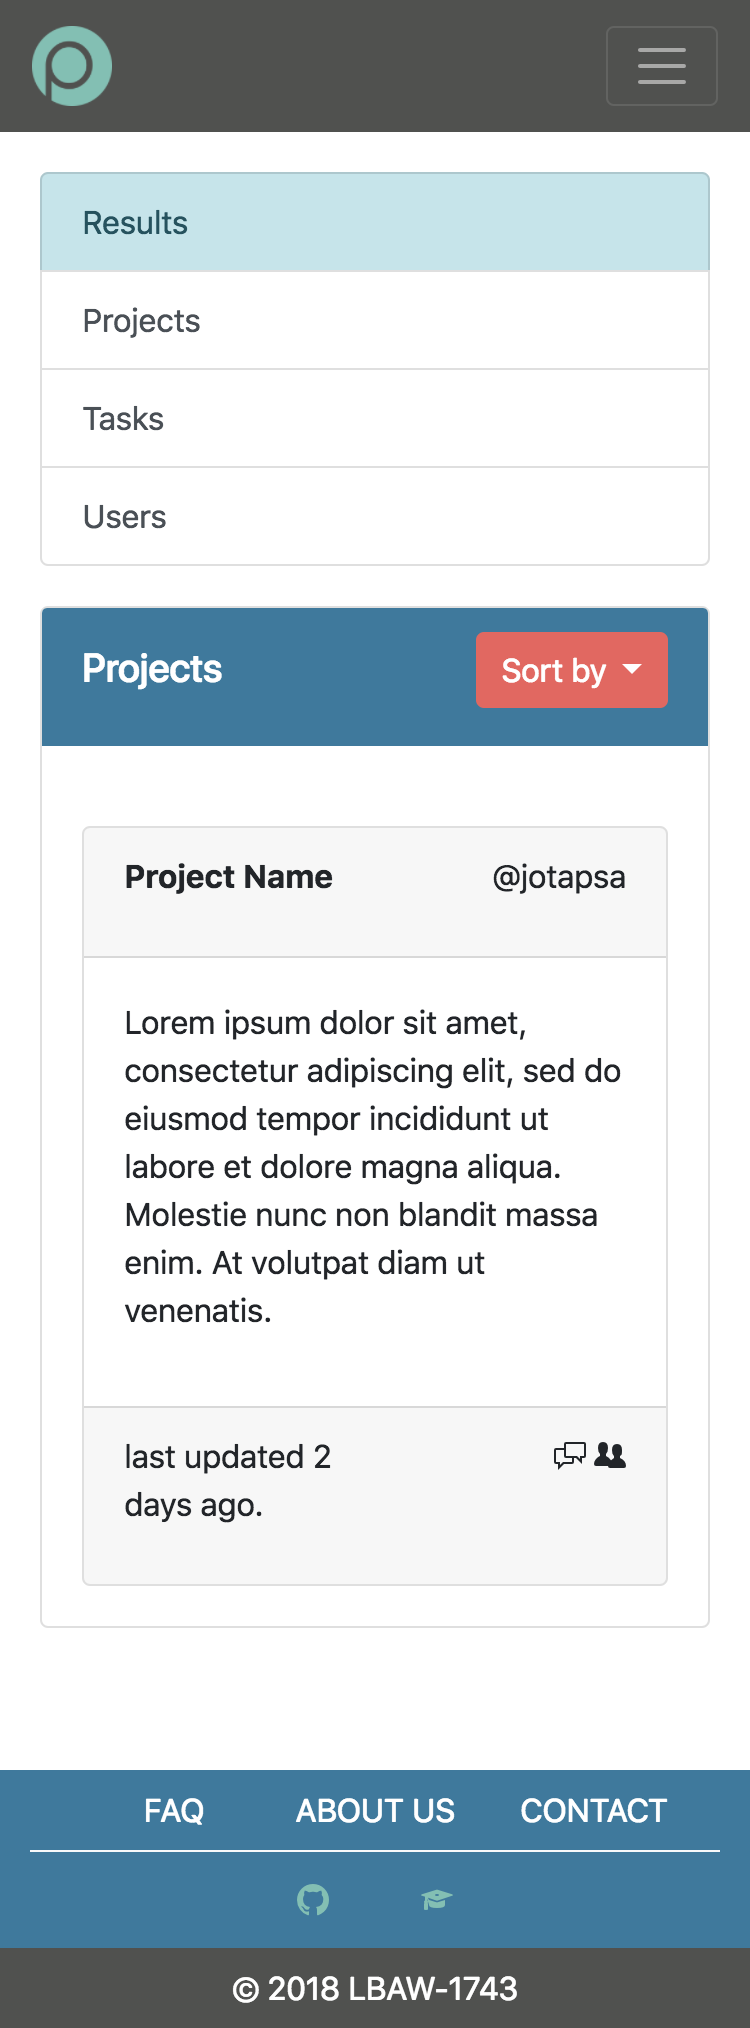 Results
Projects
Tasks
Users
Projects
Sort by
Project Name
@jotapsa
Lorem ipsum dolor sit amet,
consectetur adipiscing elit, sed do
eiusmod tempor incididunt ut
labore et dolore magna aliqua.
Molestie nunc non blandit massa
enim. At volutpat diam ut
venenatis.
last updated 2
days ago.
FAQ
ABOUT US
CONTACT
© 2018 LBAW-1743